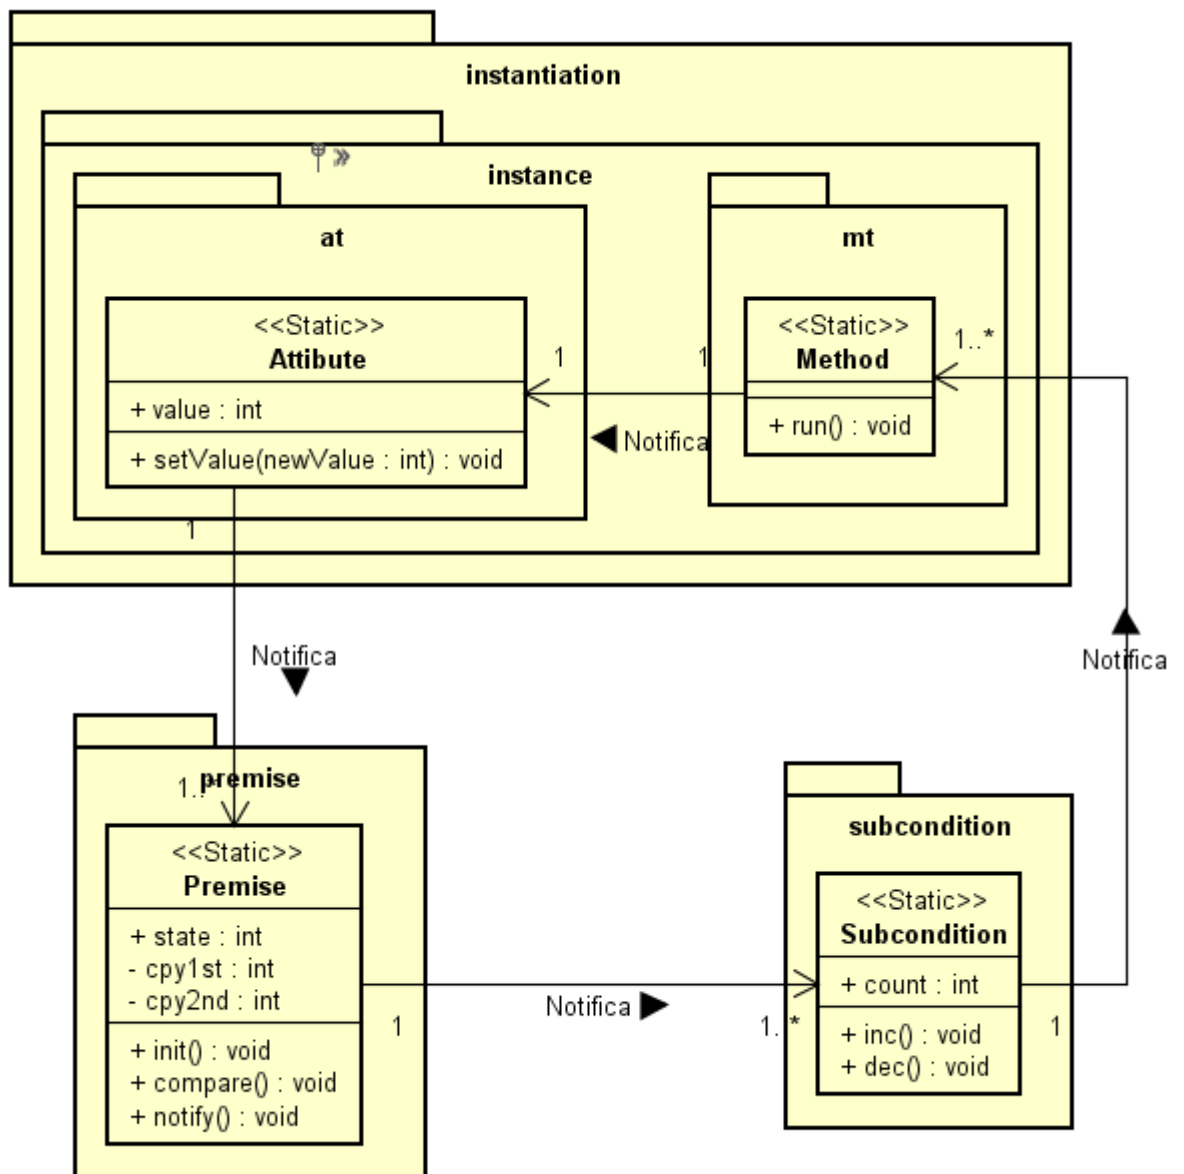 instantiation
instance
at
mt
<<Static>>
Attibute
+ value : int
+ setValue(newValue : int) : void
1
1
Notifica
<<Static>>
Method
+ run() : void
1..*
1
Notifica
1..*
Notifica
premise
<<Static>>
Premise
+ state : int
- cpy1st : int
- cpy2nd : int
+ init() : void
+ compare() : void
+ notify() : void
1
Notifica
1..*
subcondition
<<Static>>
Subcondition
+ count : int
+ inc() : void
+ dec() : void
1